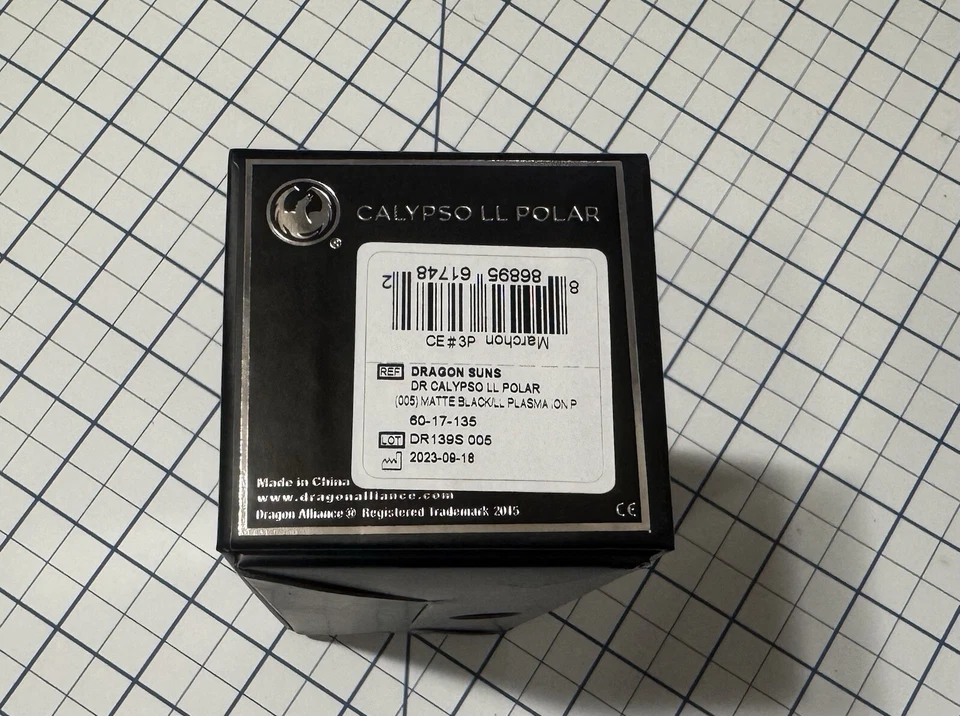 CALYPSO LL POLAR
®
8 86895 61748 2
Marchon CE#3P
REF DRAGON SUNS
DR CALYPSO LL POLAR
(005) MATTE BLACK/LL PLASMA ION P
60-17-135
LOT DR139S 005
2023-09-18
Made in China
www.dragonalliance.com
Dragon Alliance® Registered Trademark 2015
CE